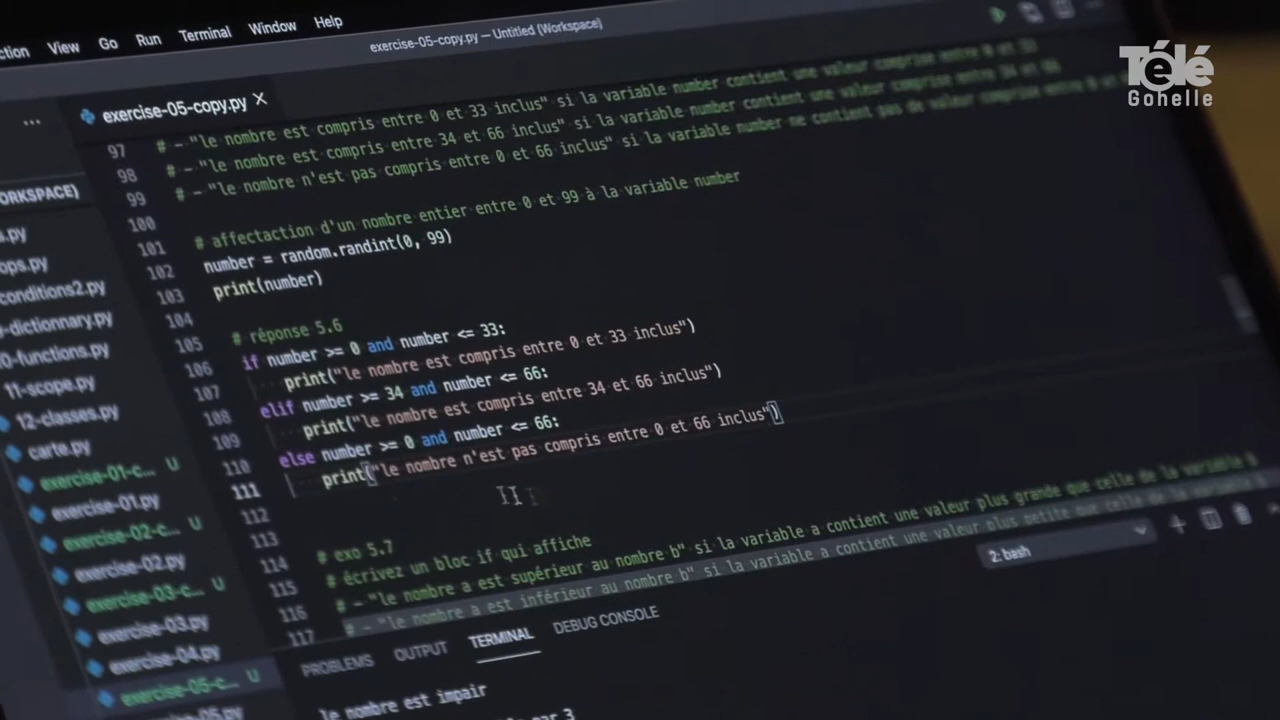 ction View Go Run Terminal Window Help
exercise-05-copy.py — Untitled (Workspace)
Télé
Gohelle
exercise-05-copy.py
97 # – "le nombre est compris entre 0 et 33 inclus" si la variable number contient une valeur comprise entre 0 et 33
98 # – "le nombre est compris entre 34 et 66 inclus" si la variable number contient une valeur comprise entre 34 et 66
99 # – "le nombre n'est pas compris entre 0 et 66 inclus" si la variable number ne contient pas de valeur comprise entre 0 et
100
101 # affectaction d'un nombre entier entre 0 et 99 à la variable number
102 number = random.randint(0, 99)
103 print(number)
104
105 # réponse 5.6
106 if number >= 0 and number <= 33:
107 print("le nombre est compris entre 0 et 33 inclus")
108 elif number >= 34 and number <= 66:
109 print("le nombre est compris entre 34 et 66 inclus")
110 else number >= 0 and number <= 66:
111 print("le nombre n'est pas compris entre 0 et 66 inclus")
112
113
114 # exo 5.7
115 # écrivez un bloc if qui affiche
116 # – "le nombre a est supérieur au nombre b" si la variable a contient une valeur plus grande que celle de la variable b
117 # – "le nombre a est inférieur au nombre b" si la variable a contient une valeur plus petite que celle de la variable b
ORKSPACE)
s.py
ops.py
conditions2.py
-dictionnary.py
0-functions.py
11-scope.py
12-classes.py
carte.py
exercise-01-c... U
exercise-01.py
exercise-02-c... U
exercise-02.py
exercise-03-c... U
exercise-03.py
exercise-04.py
exercise-05-c... U
PROBLEMS OUTPUT TERMINAL DEBUG CONSOLE
2: bash
le nombre est impair
par 3